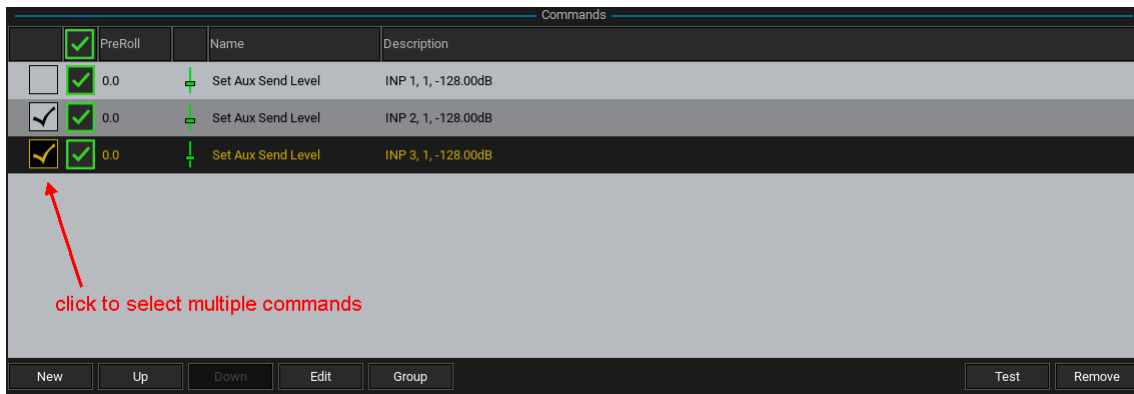 Commands
PreRoll Name Description
0.0 Set Aux Send Level INP 1, 1, -128.00dB
0.0 Set Aux Send Level INP 2, 1, -128.00dB
0.0 Set Aux Send Level INP 3, 1, -128.00dB
click to select multiple commands
New Up Down Edit Group Test Remove